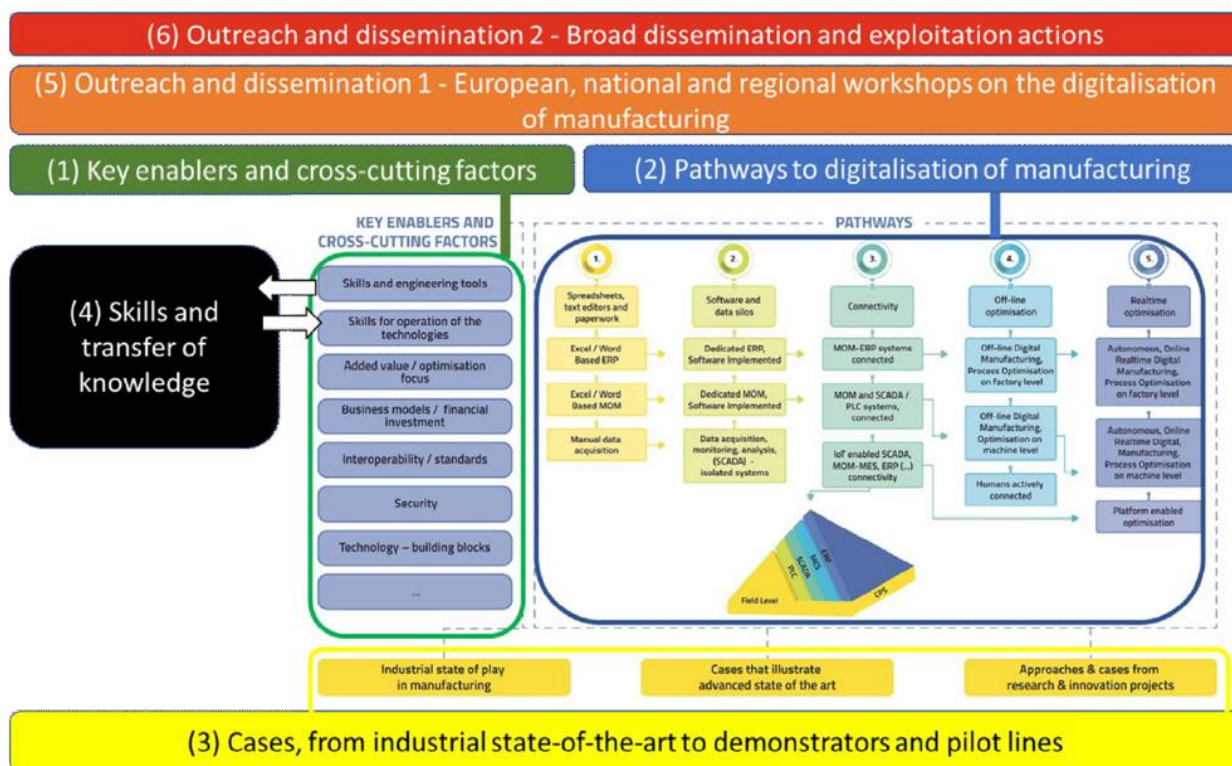 (6) Outreach and dissemination 2 - Broad dissemination and exploitation actions
(5) Outreach and dissemination 1 - European, national and regional workshops on the digitalisation
of manufacturing
(1) Key enablers and cross-cutting factors
(2) Pathways to digitalisation of manufacturing
KEY ENABLERS AND
CROSS-CUTTING FACTORS
(4) Skills and
transfer of
knowledge
Skills and engineering tools
Skills for operation of the
technologies
Added value / optimisation
focus
Business models / financial
investment
Interoperability / standards
Security
Technology – building blocks
...
PATHWAYS
1.
Spreadsheets,
text editors and
paperwork
Excel / Word
Based ERP
Excel / Word
Based MOM
Manual data
acquisition
2.
Software and
data silos
Dedicated ERP,
Software Implemented
Dedicated MOM,
Software Implemented
Data acquisition,
monitoring, analysis,
(SCADA) -
isolated systems
3.
Connectivity
MOM-ERP systems
connected
MOM and SCADA /
PLC systems,
connected
IoT enabled SCADA,
MOM-MES, ERP (...)
connectivity
4.
Off-line
optimisation
Off-line Digital
Manufacturing,
Process Optimisation
on factory level
Off-line Digital
Manufacturing,
Optimisation on
machine level
Humans actively
connected
5.
Realtime
optimisation
Autonomous, Online
Realtime Digital
Manufacturing,
Process Optimisation
on factory level
Autonomous, Online
Realtime Digital,
Manufacturing,
Process Optimisation
on machine level
Platform enabled
optimisation
ERP
MES
SCADA
PLC
Field Level
CPS
Industrial state of play
in manufacturing
Cases that illustrate
advanced state of the art
Approaches & cases from
research & innovation projects
(3) Cases, from industrial state-of-the-art to demonstrators and pilot lines